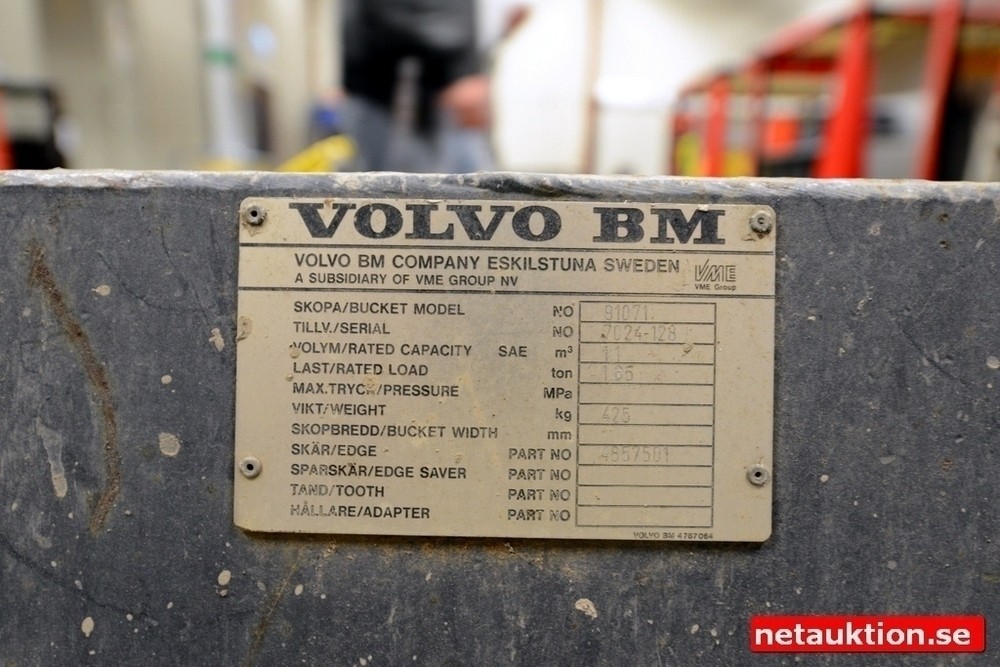 VOLVO BM
VOLVO BM COMPANY ESKILSTUNA SWEDEN
A SUBSIDIARY OF VME GROUP NV
VME
VME Group
SKOPA/BUCKET MODEL NO 91071
TILLV./SERIAL NO 7024-128
VOLYM/RATED CAPACITY SAE m³ 1.1
LAST/RATED LOAD ton 1.65
MAX.TRYCK/PRESSURE MPa
VIKT/WEIGHT kg 425
SKOPBREDD/BUCKET WIDTH mm
SKÄR/EDGE PART NO 4857501
SPARSKÄR/EDGE SAVER PART NO
TAND/TOOTH PART NO
HÅLLARE/ADAPTER PART NO
VOLVO BM 4787064
netauktion.se